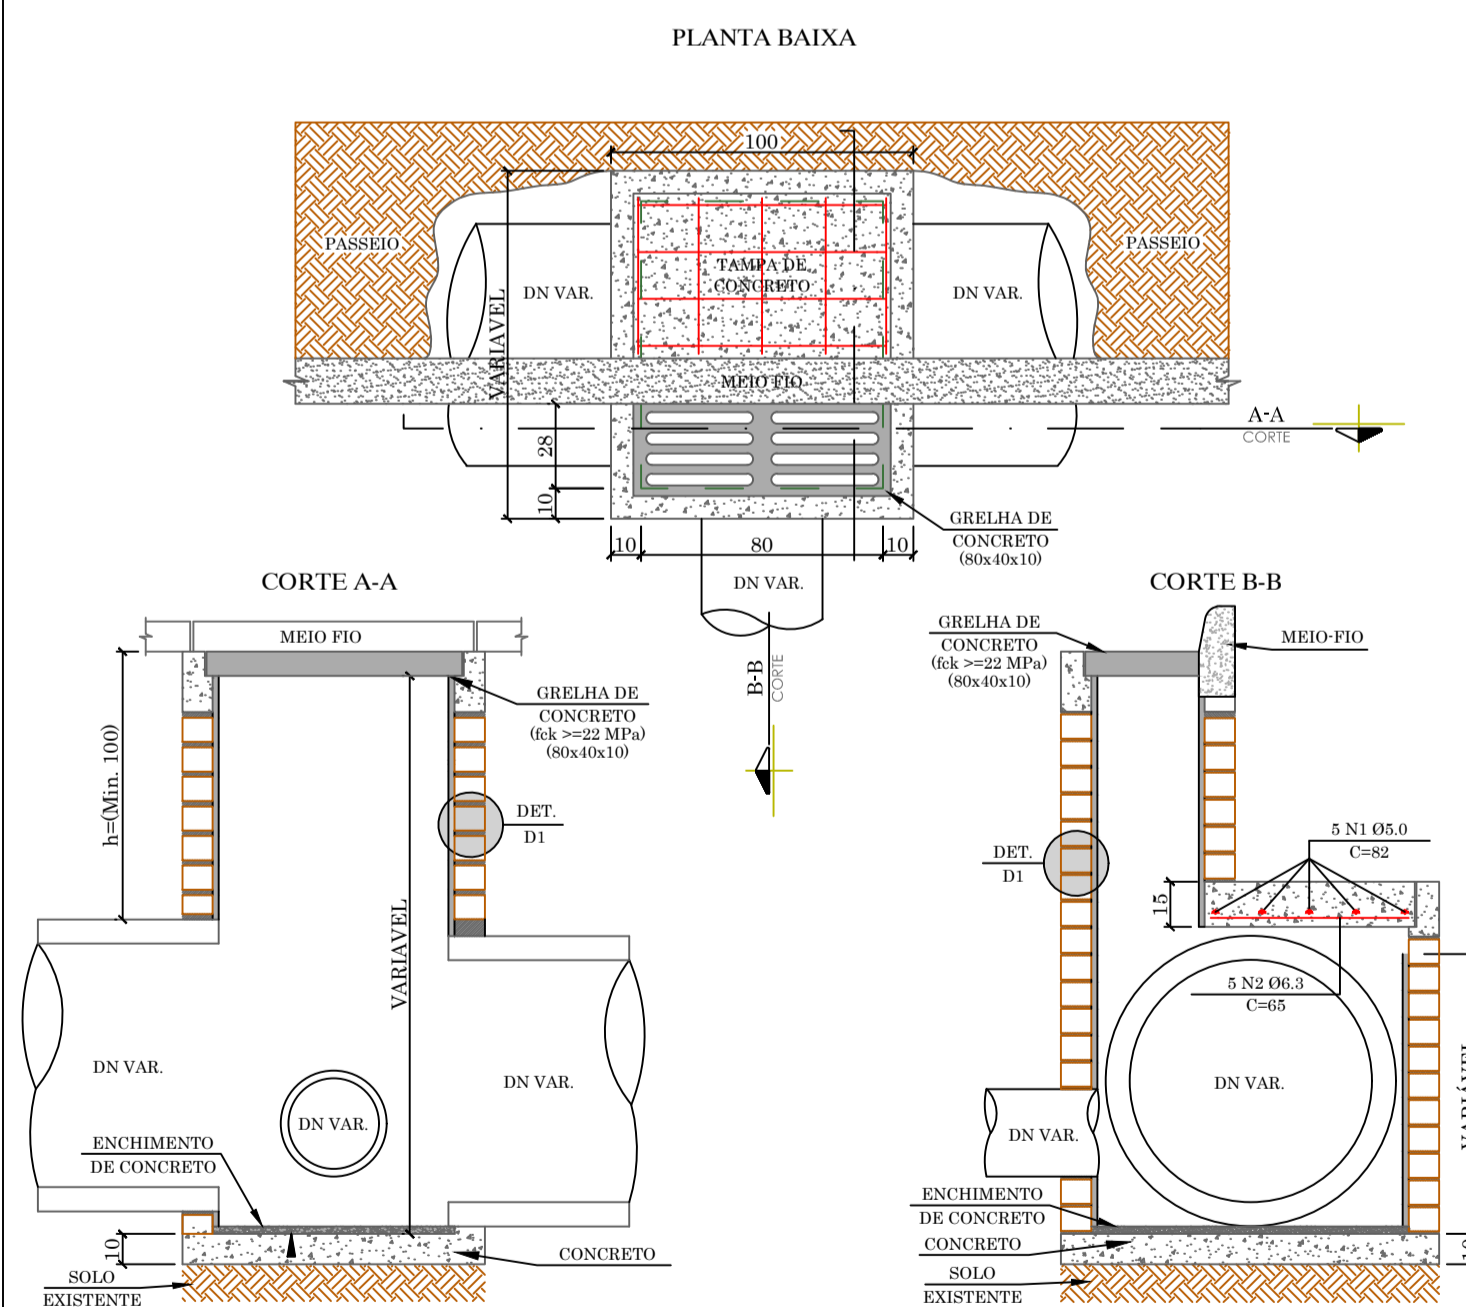 PLANTA BAIXA
100
PASSEIO
PASSEIO
TAMPA DE
CONCRETO
DN VAR.
DN VAR.
VARIAVEL
MEIO FIO
A-A
CORTE
28
10
GRELHA DE
CONCRETO
(80x40x10)
10
80
10
DN VAR.
B-B
CORTE
CORTE A-A
MEIO FIO
GRELHA DE
CONCRETO
(fck >=22 MPa)
(80x40x10)
h=(Min. 100)
DET.
D1
VARIAVEL
DN VAR.
DN VAR.
DN VAR.
ENCHIMENTO
DE CONCRETO
10
CONCRETO
SOLO
EXISTENTE
CORTE B-B
GRELHA DE
CONCRETO
(fck >=22 MPa)
(80x40x10)
MEIO-FIO
DET.
D1
5 N1 Ø5.0
C=82
15
5 N2 Ø6.3
C=65
DN VAR.
DN VAR.
VARIÁVEL
ENCHIMENTO
DE CONCRETO
CONCRETO
10
SOLO
EXISTENTE